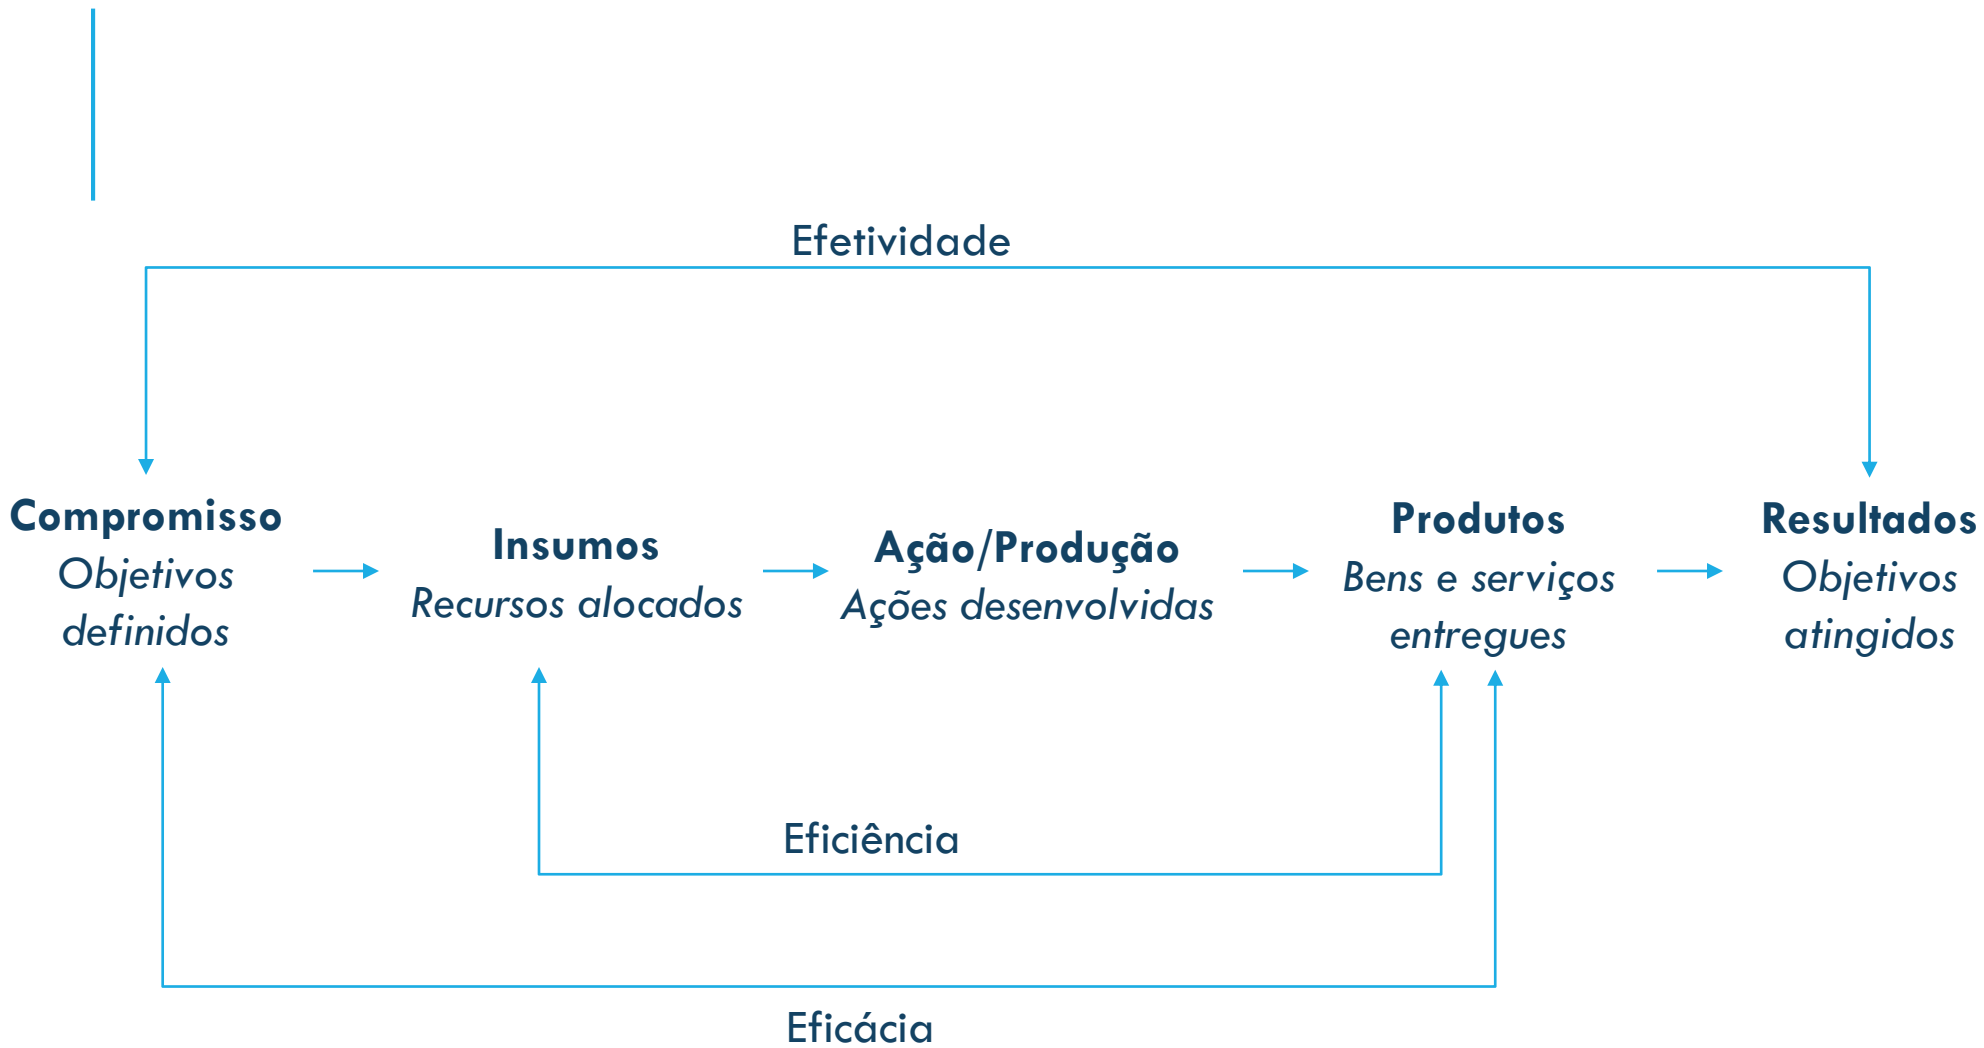 Efetividade
Compromisso
Objetivos
definidos
Insumos
Recursos alocados
Ação/Produção
Ações desenvolvidas
Produtos
Bens e serviços
entregues
Resultados
Objetivos
atingidos
Eficiência
Eficácia